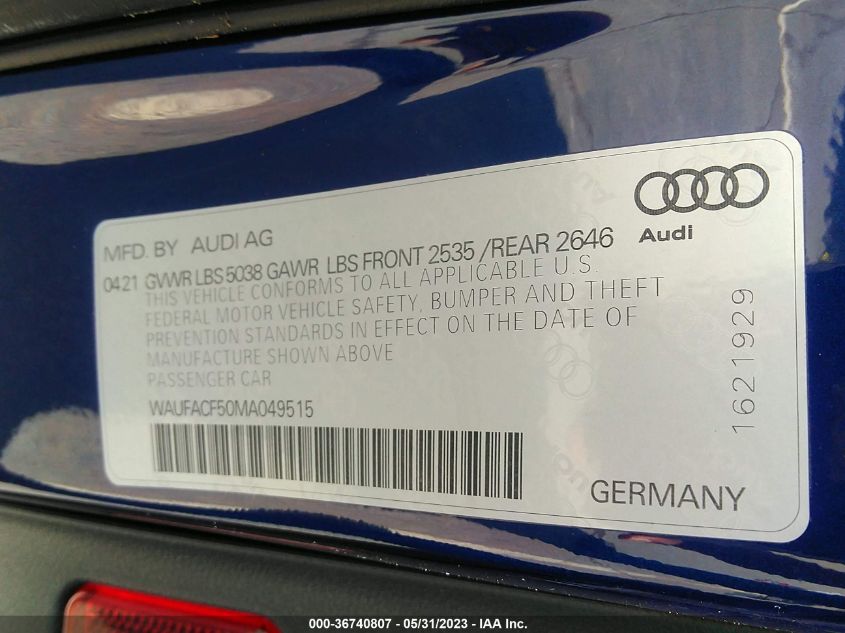 MFD. BY AUDI AG
0421 GVWR LBS 5038 GAWR LBS FRONT 2535 /REAR 2646
THIS VEHICLE CONFORMS TO ALL APPLICABLE U.S.
FEDERAL MOTOR VEHICLE SAFETY, BUMPER AND THEFT
PREVENTION STANDARDS IN EFFECT ON THE DATE OF
MANUFACTURE SHOWN ABOVE
PASSENGER CAR
WAUFACF50MA049515
Audi
1621929
GERMANY
000-36740807 - 05/31/2023 - IAA Inc.